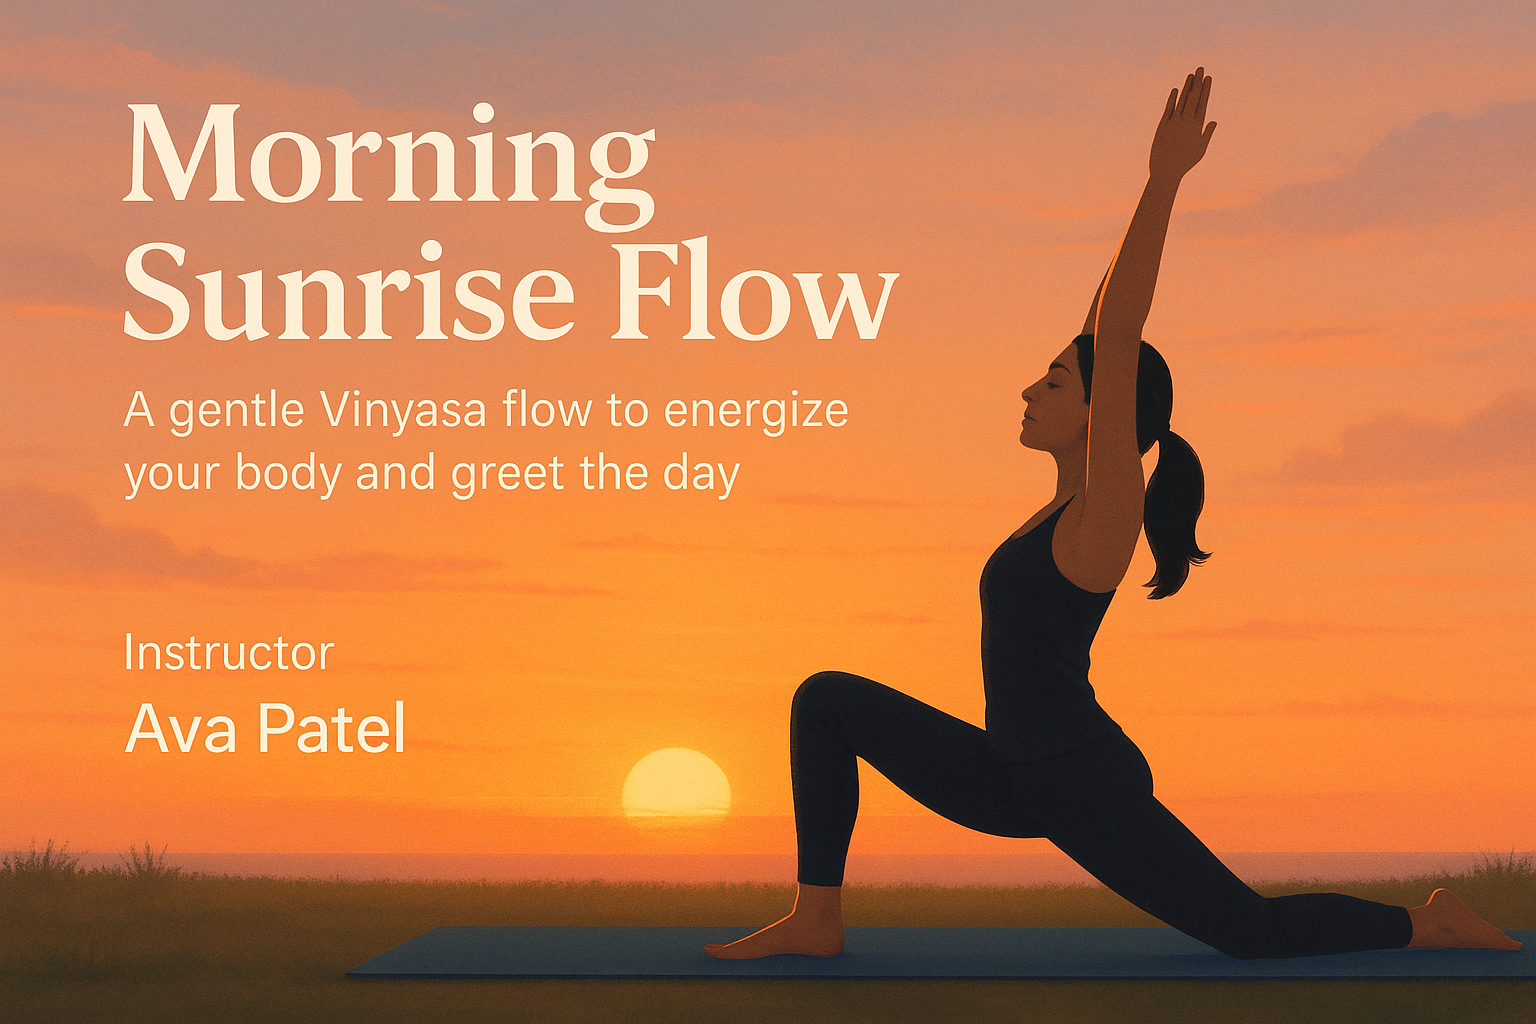 Morning
Sunrise Flow
A gentle Vinyasa flow to energize
your body and greet the day
Instructor
Ava Patel